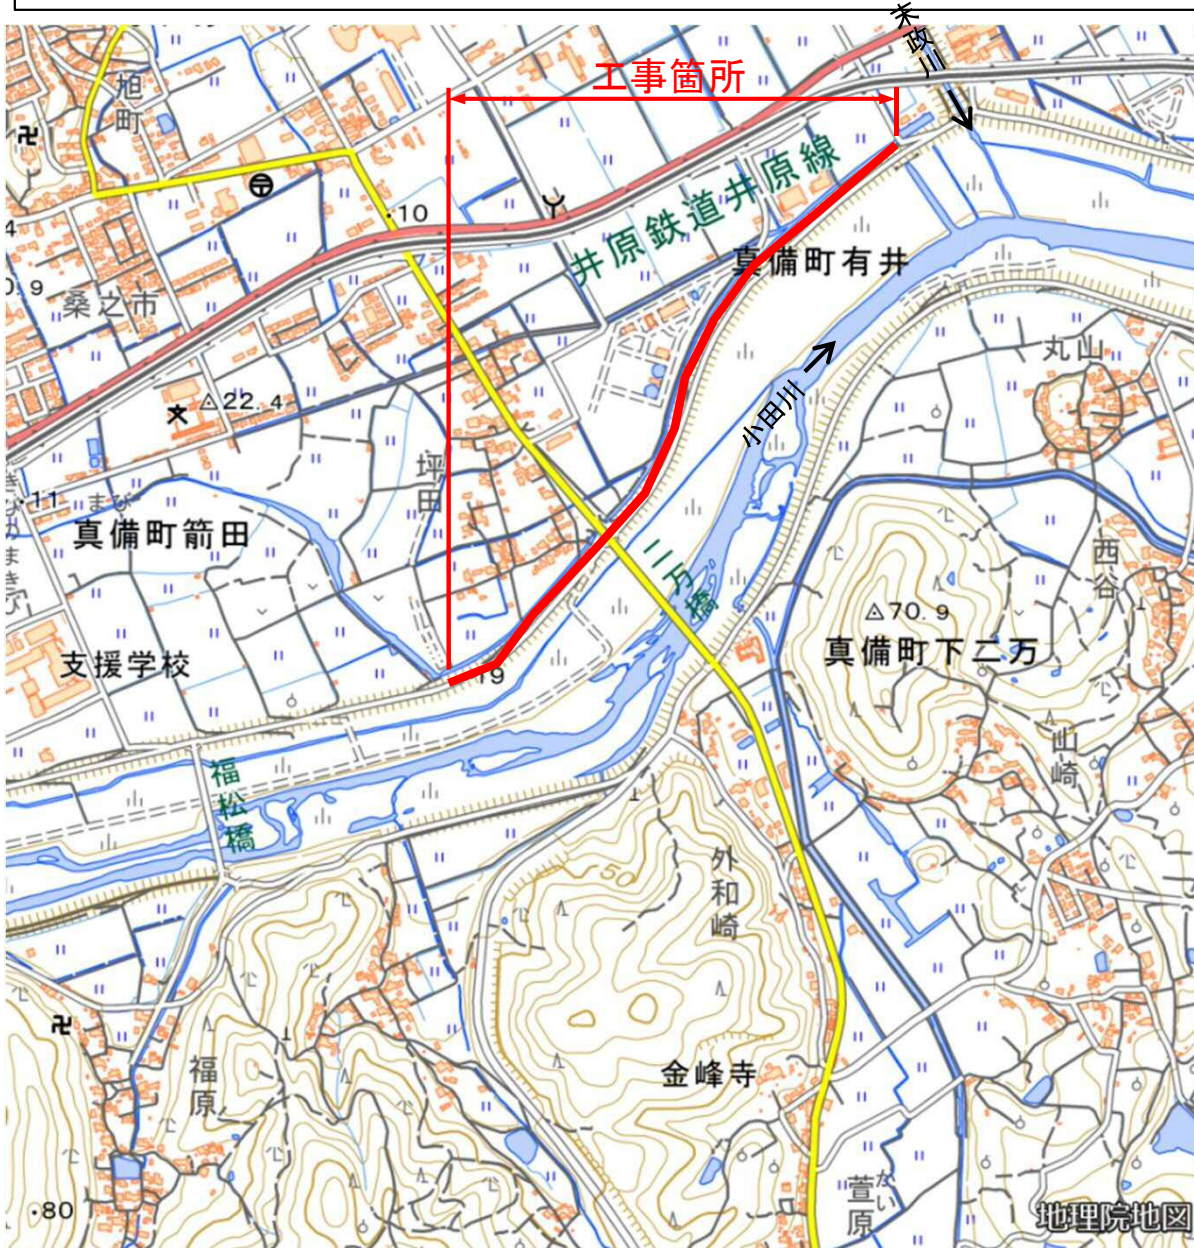 末政川
工事箇所
旭町
10
井原鉄道井原線
真備町有井
桑之市
丸山
小田川
22.4
坪田
11
まび
真備町箭田
二万橋
西谷
70.9
支援学校
真備町下二万
19
山崎
福松橋
50
外和崎
金峰寺
福原
萱原
かい
80
地理院地図